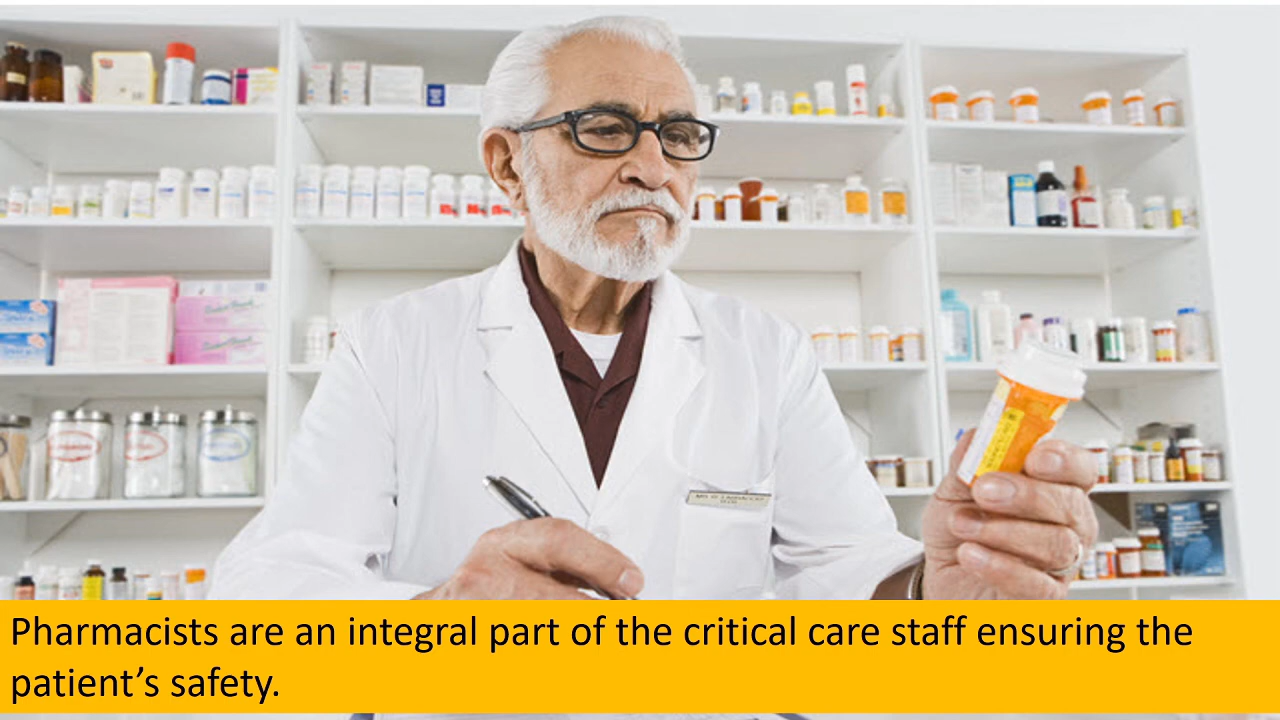 Pharmacists are an integral part of the critical care staff ensuring the
patient’s safety.